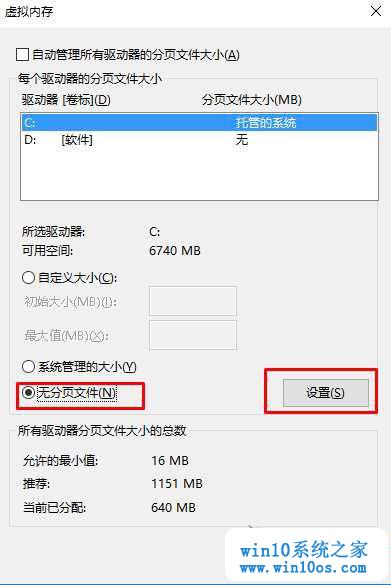 虚拟内存
自动管理所有驱动器的分页文件大小(A)
每个驱动器的分页文件大小
驱动器 [卷标](D) 分页文件大小(MB)
C: 托管的系统
D: [软件] 无
所选驱动器: C:
可用空间: 6740 MB
自定义大小(C):
初始大小(MB)(I):
最大值(MB)(X):
系统管理的大小(Y)
无分页文件(N) 设置(S)
所有驱动器分页文件大小的总数
允许的最小值: 16 MB
推荐: 1151 MB
当前已分配: 640 MB
win10系统之家
www.win10os.com